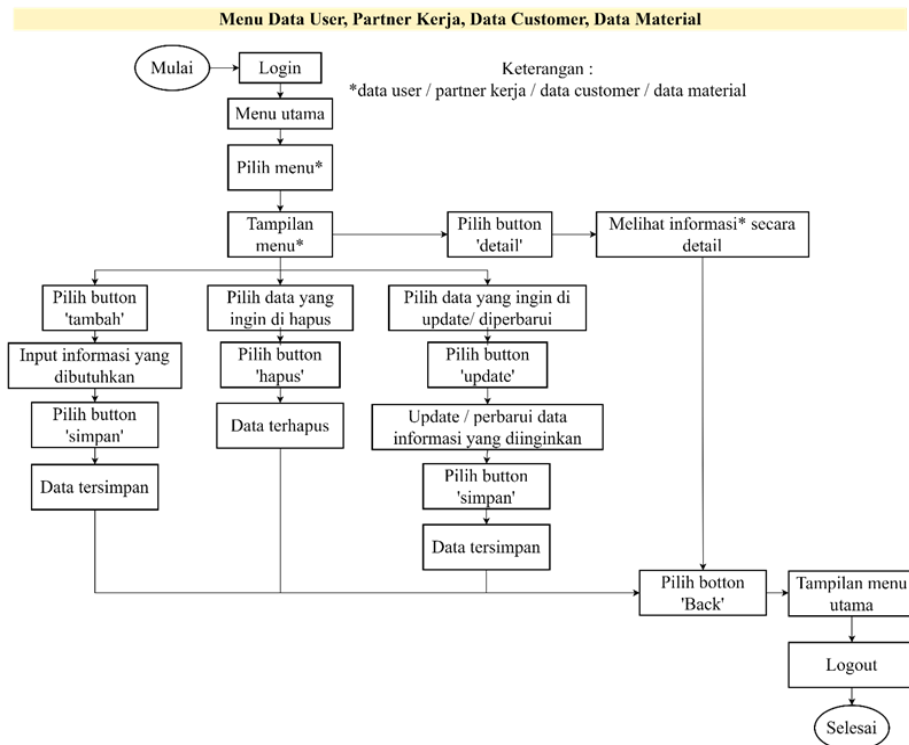 Menu Data User, Partner Kerja, Data Customer, Data Material
Mulai
Login
Keterangan :
*data user / partner kerja / data customer / data material
Menu utama
Pilih menu*
Tampilan
menu*
Pilih button
'detail'
Melihat informasi* secara
detail
Pilih button
'tambah'
Input informasi yang
dibutuhkan
Pilih button
'simpan'
Data tersimpan
Pilih data yang
ingin di hapus
Pilih button
'hapus'
Data terhapus
Pilih data yang ingin di
update/ diperbarui
Pilih button
'update'
Update / perbarui data
informasi yang diinginkan
Pilih button
'simpan'
Data tersimpan
Pilih botton
'Back'
Tampilan menu
utama
Logout
Selesai